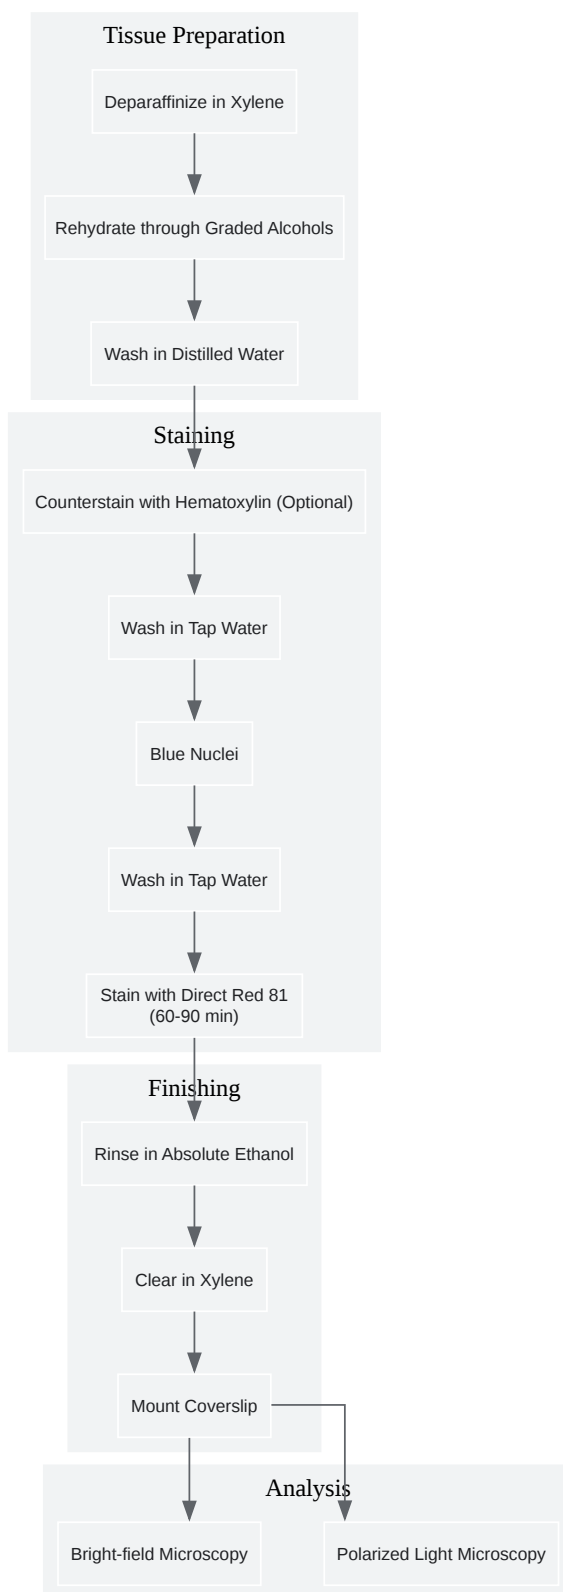 Tissue Preparation
Deparaffinize in Xylene
Rehydrate through Graded Alcohols
Wash in Distilled Water
Staining
Counterstain with Hematoxylin (Optional)
Wash in Tap Water
Blue Nuclei
Wash in Tap Water
Stain with Direct Red 81
(60-90 min)
Finishing
Rinse in Absolute Ethanol
Clear in Xylene
Mount Coverslip
Analysis
Bright-field Microscopy
Polarized Light Microscopy